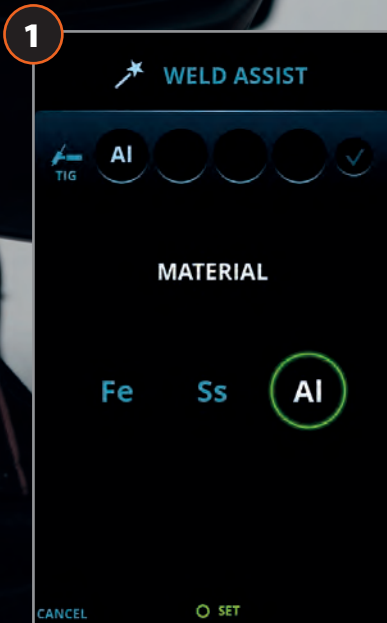 1
WELD ASSIST
Al
TIG
MATERIAL
Fe Ss Al
CANCEL SET